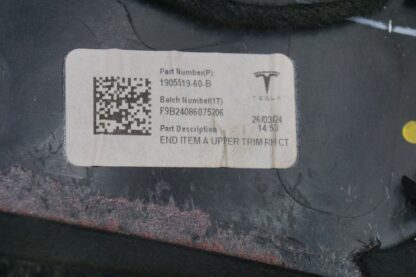 Part Number(P)
1905519-60-B
Batch Number(1T)
F9B24086075206
TESLA
26/03/24
Part Description
14:50
END ITEM A UPPER TRIM RH CT